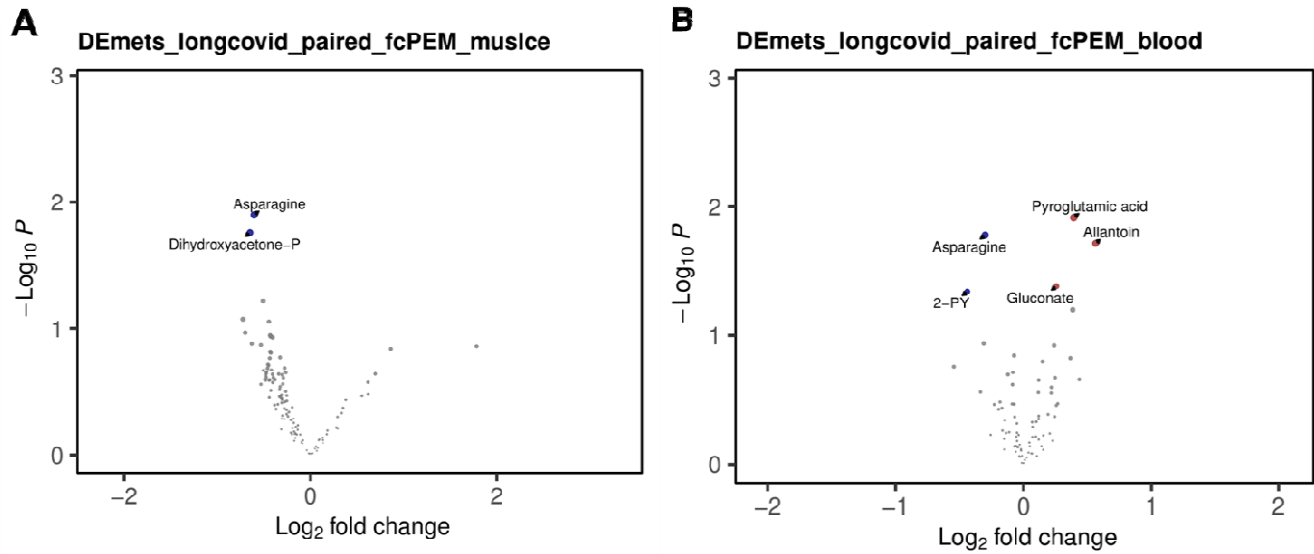 A
DEmets_longcovid_paired_fcPEM_muslce
3
2
1
0
−Log10 P
Asparagine
Dihydroxyacetone−P
−2
0
2
Log2 fold change
B
DEmets_longcovid_paired_fcPEM_blood
3
2
1
0
−Log10 P
Pyroglutamic acid
Allantoin
Asparagine
2−PY
Gluconate
−2
−1
0
1
2
Log2 fold change